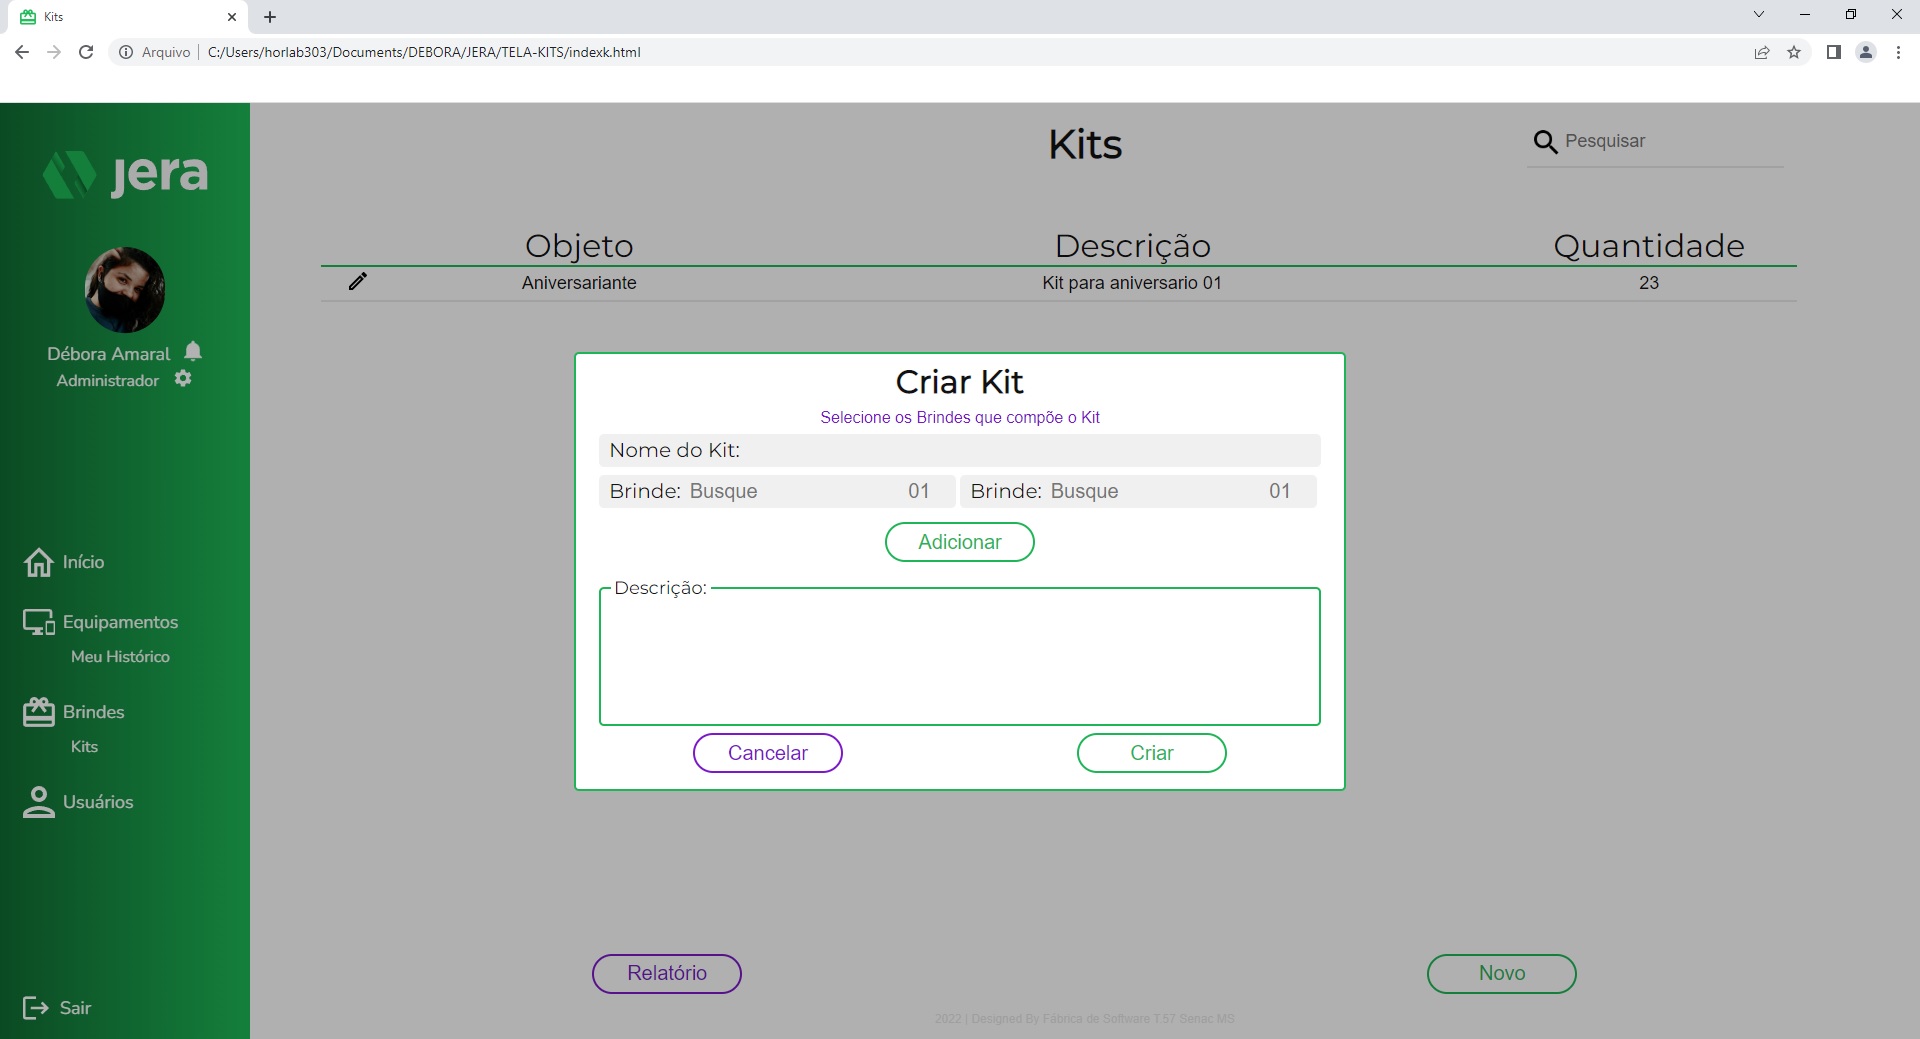 Kits
Arquivo
C:/Users/horlab303/Documents/DEBORA/JERA/TELA-KITS/indexk.html
jera
Débora Amaral
Administrador
Início
Equipamentos
Meu Histórico
Brindes
Kits
Usuários
Sair
Kits
Pesquisar
Objeto Descrição Quantidade
Aniversariante Kit para aniversario 01 23
Criar Kit
Selecione os Brindes que compõe o Kit
Nome do Kit:
Brinde: Busque 01 Brinde: Busque 01
Adicionar
Descrição:
Cancelar Criar
Relatório Novo
2022 | Designed By Fábrica de Software T.57 Senac MS